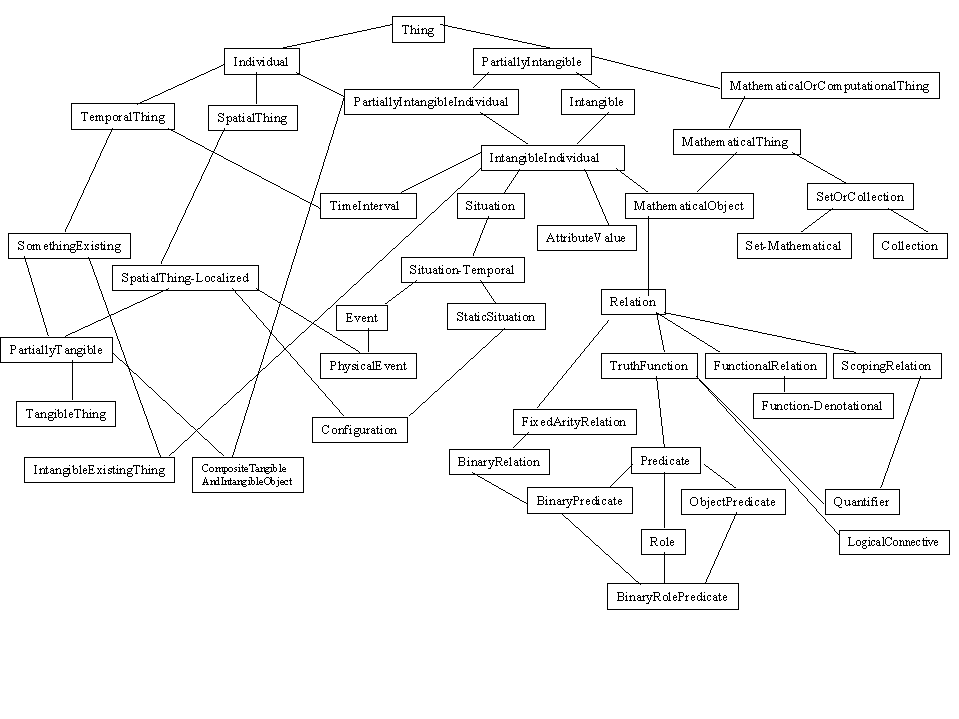 Thing
Individual
PartiallyIntangible
MathematicalOrComputationalThing
PartiallyIntangibleIndividual
Intangible
TemporalThing
SpatialThing
MathematicalThing
IntangibleIndividual
SetOrCollection
TimeInterval
Situation
MathematicalObject
AttributeValue
SomethingExisting
Set-Mathematical
Collection
SpatialThing-Localized
Situation-Temporal
Relation
Event
StaticSituation
PartiallyTangible
PhysicalEvent
TruthFunction
FunctionalRelation
ScopingRelation
Function-Denotational
TangibleThing
FixedArityRelation
Configuration
BinaryRelation
Predicate
IntangibleExistingThing
CompositeTangible
AndIntangibleObject
BinaryPredicate
ObjectPredicate
Quantifier
Role
LogicalConnective
BinaryRolePredicate